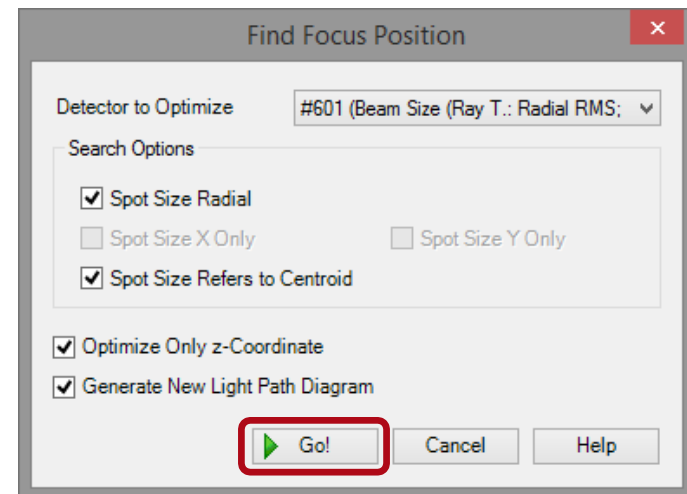 Find Focus Position
Detector to Optimize #601 (Beam Size (Ray T.: Radial RMS;
Search Options
Spot Size Radial
Spot Size X Only Spot Size Y Only
Spot Size Refers to Centroid
Optimize Only z-Coordinate
Generate New Light Path Diagram
Go! Cancel Help